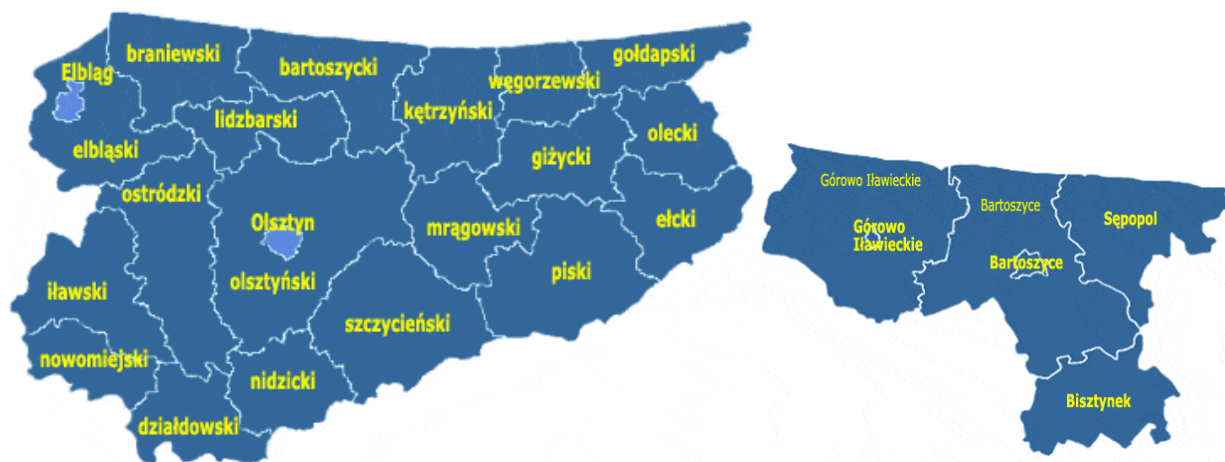 gołdapski
braniewski
bartoszycki
Elbląg
węgorzewski
kętrzyński
lidzbarski
olecki
elbląski
giżycki
ostródzki
Olsztyn
mrągowski
ełcki
olsztyński
piski
iławski
szczycieński
nowomiejski
nidzicki
działdowski
Górowo Iławieckie
Bartoszyce
Sępopol
Górowo
Iławieckie
Bartoszyce
Bisztynek